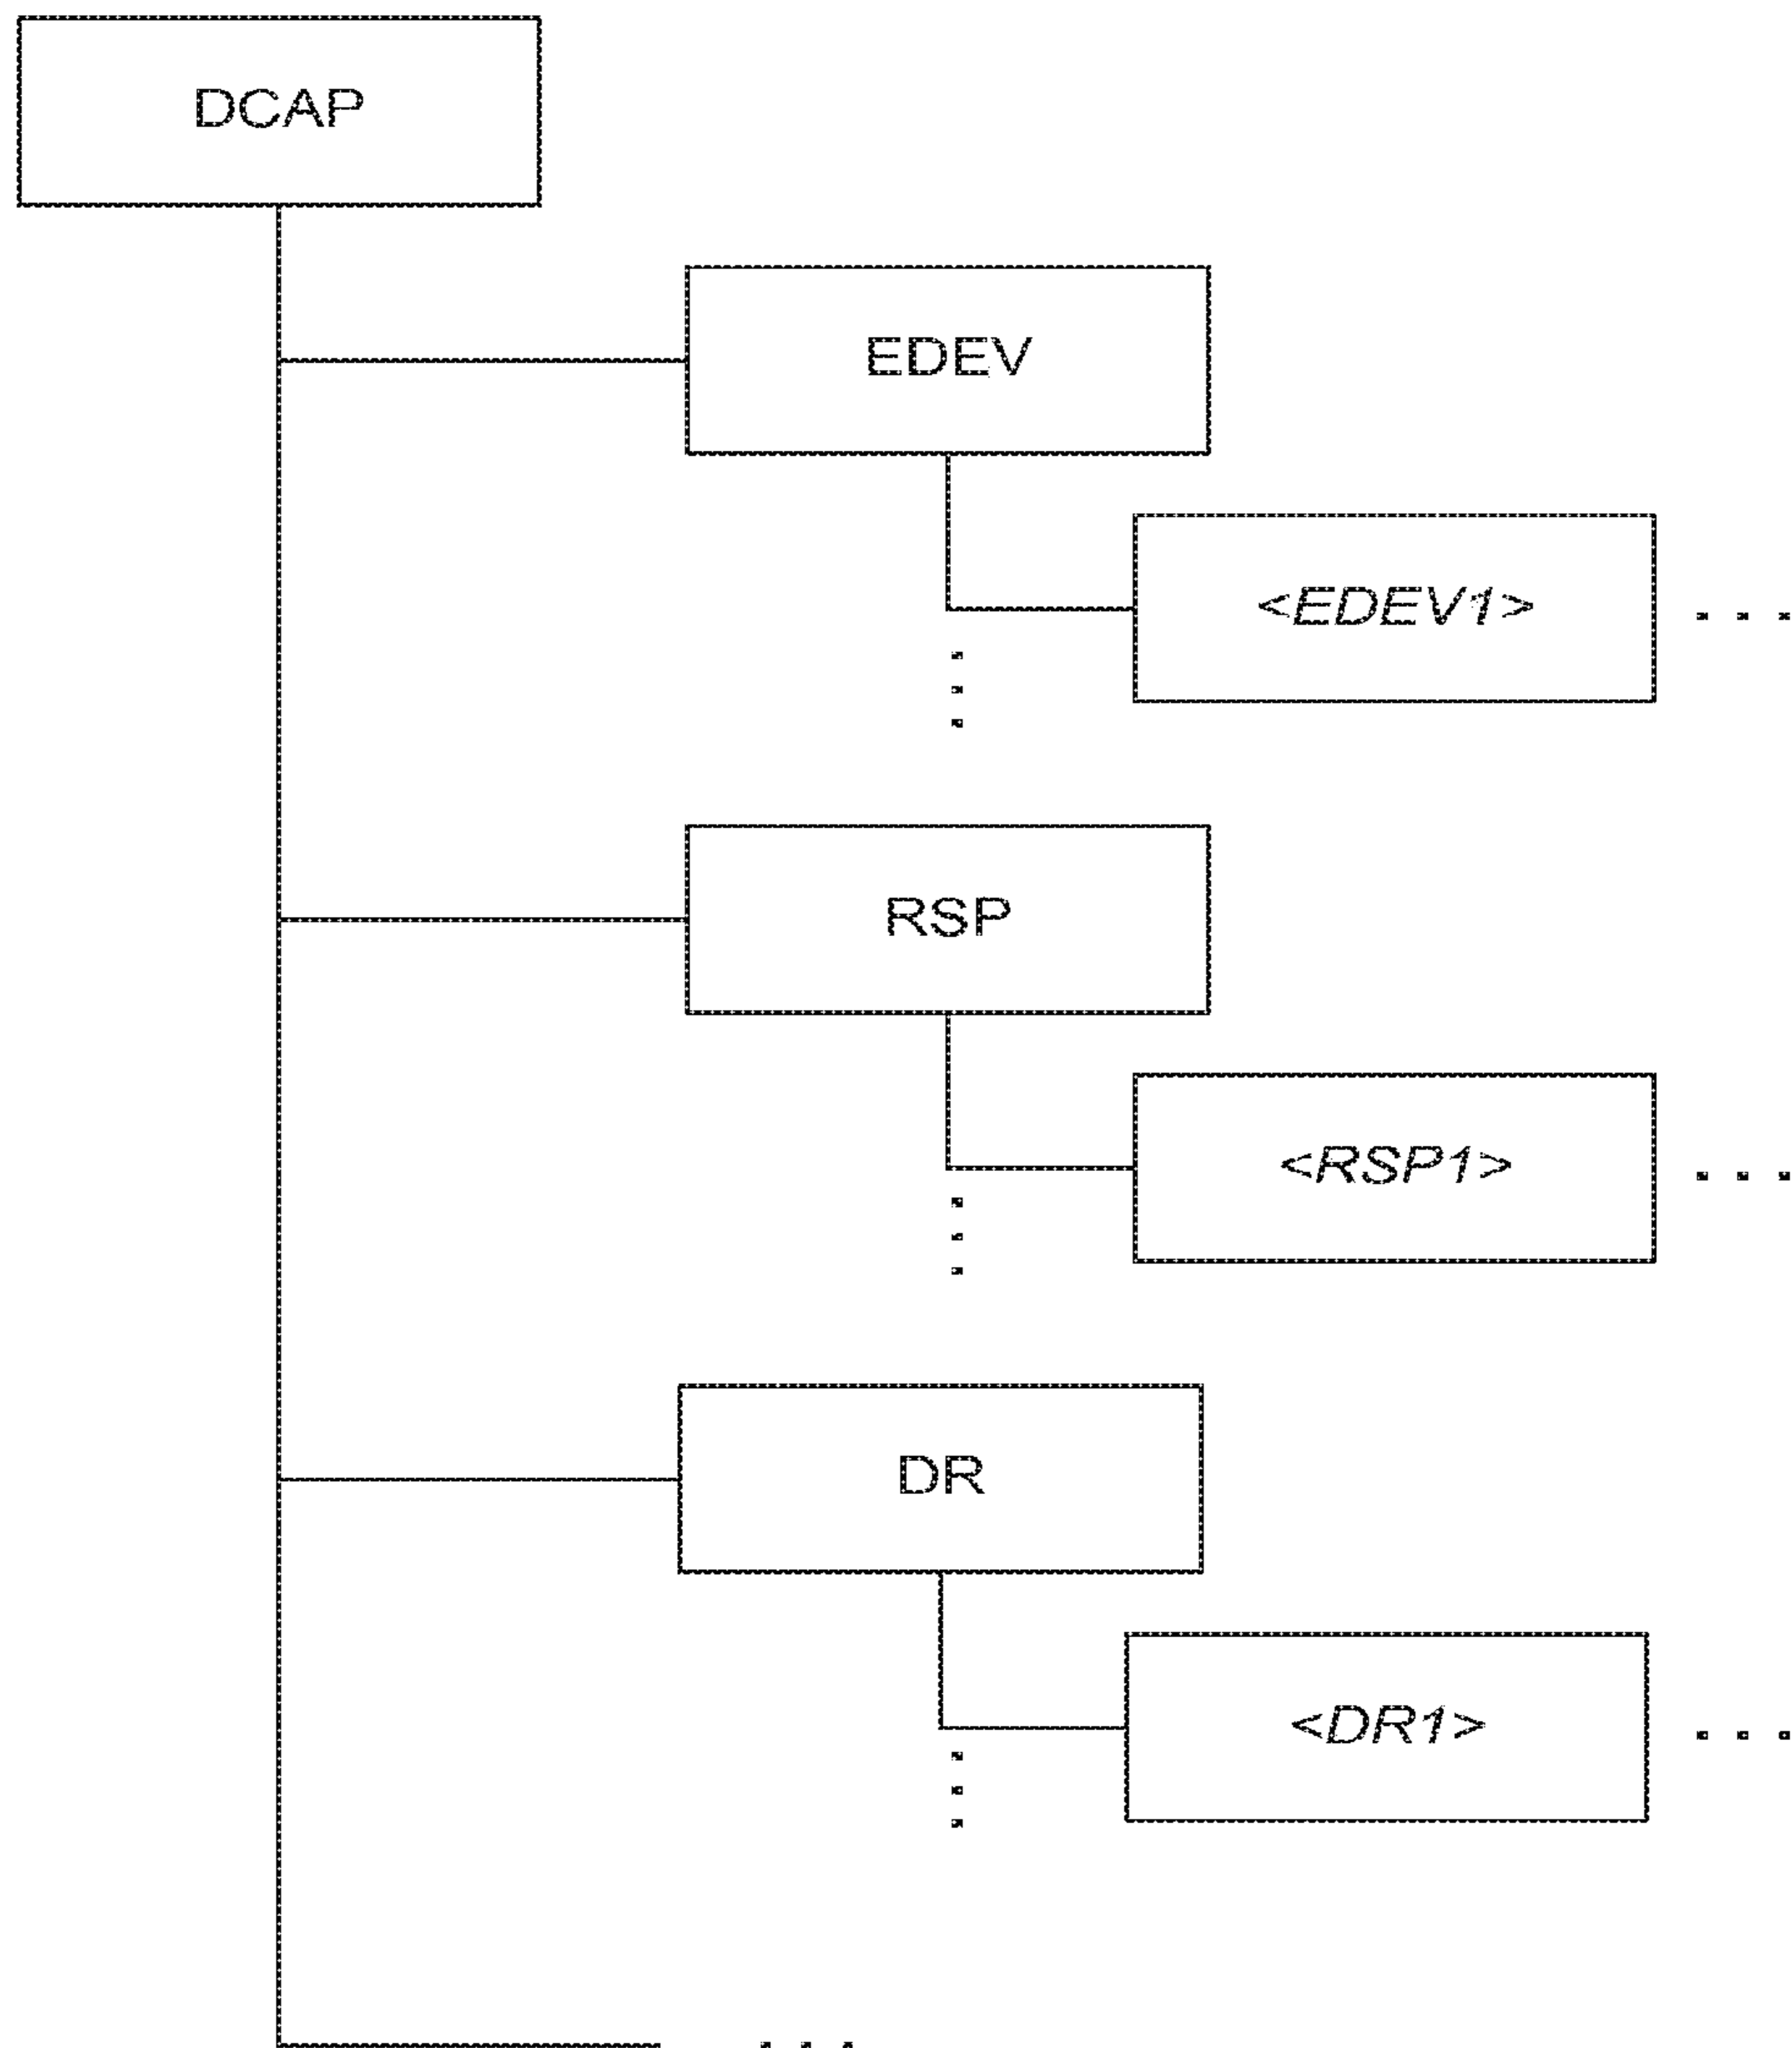 DCAP
EDEV
<EDEV1>
. . .
RSP
<RSP1>
. . .
DR
<DR1>
. . .
. . .